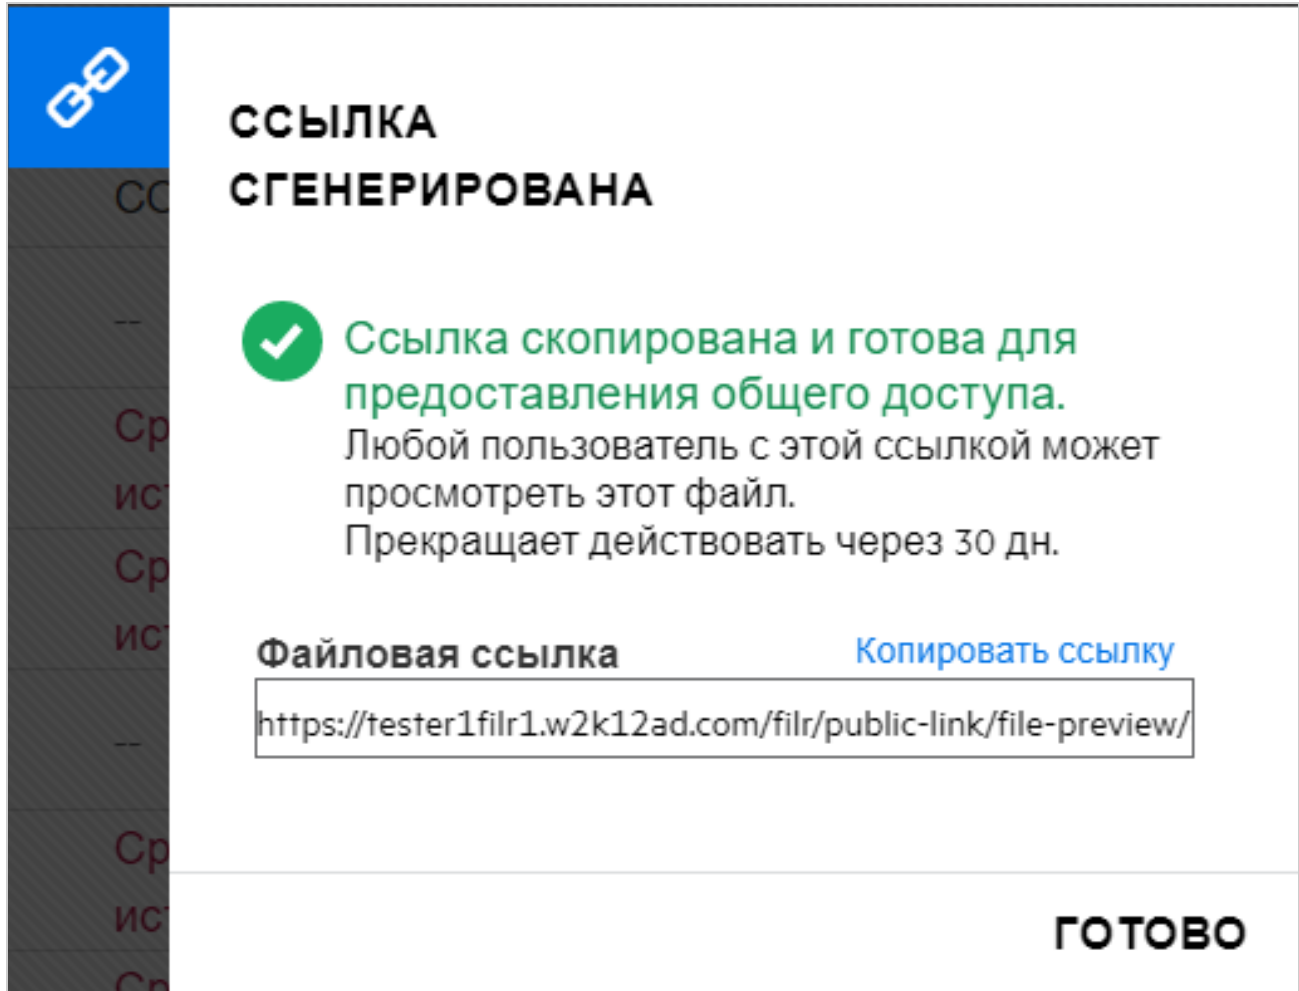 ССЫЛКА
СГЕНЕРИРОВАНА
Ссылка скопирована и готова для
предоставления общего доступа.
Любой пользователь с этой ссылкой может
просмотреть этот файл.
Прекращает действовать через 30 дн.
Файловая ссылка
Копировать ссылку
https://tester1filr1.w2k12ad.com/filr/public-link/file-preview/
ГОТОВО
--
--